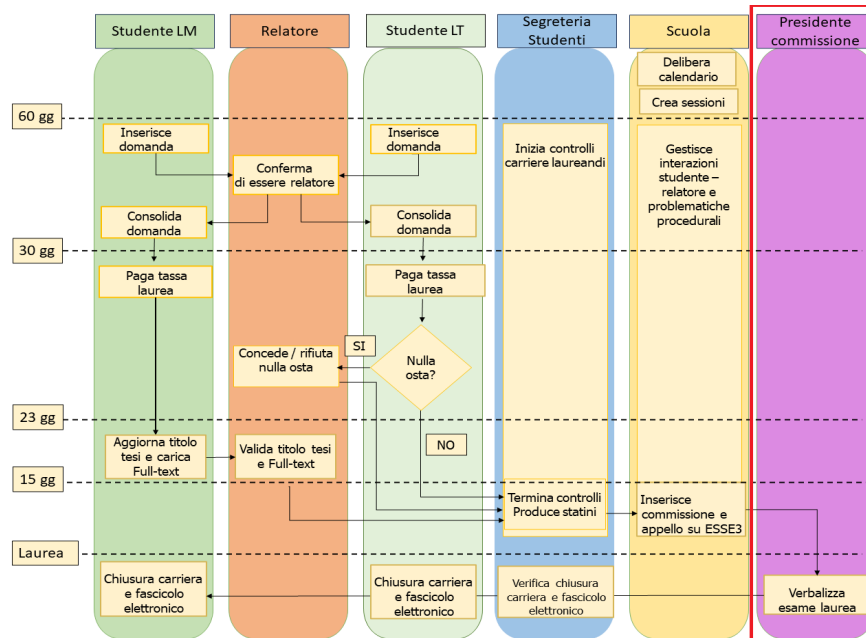 Studente LM
Relatore
Studente LT
Segreteria
Studenti
Scuola
Presidente
commissione
Delibera
calendario
Crea sessioni
60 gg
Inserisce
domanda
Conferma
di essere relatore
Inserisce
domanda
Inizia controlli
carriere laureandi
Gestisce
interazioni
studente –
relatore e
problematiche
procedurali
Consolida
domanda
Consolida
domanda
30 gg
Paga tassa
laurea
Paga tassa
laurea
Concede / rifiuta
nulla osta
SI
Nulla
osta?
23 gg
NO
Aggiorna titolo
tesi e carica
Full-text
Valida titolo tesi
e Full-text
15 gg
Termina controlli
Produce statini
Inserisce
commissione e
appello su ESSE3
Laurea
Chiusura carriera
e fascicolo
elettronico
Chiusura carriera
e fascicolo
elettronico
Verifica chiusura
carriera e fascicolo
elettronico
Verbalizza
esame laurea